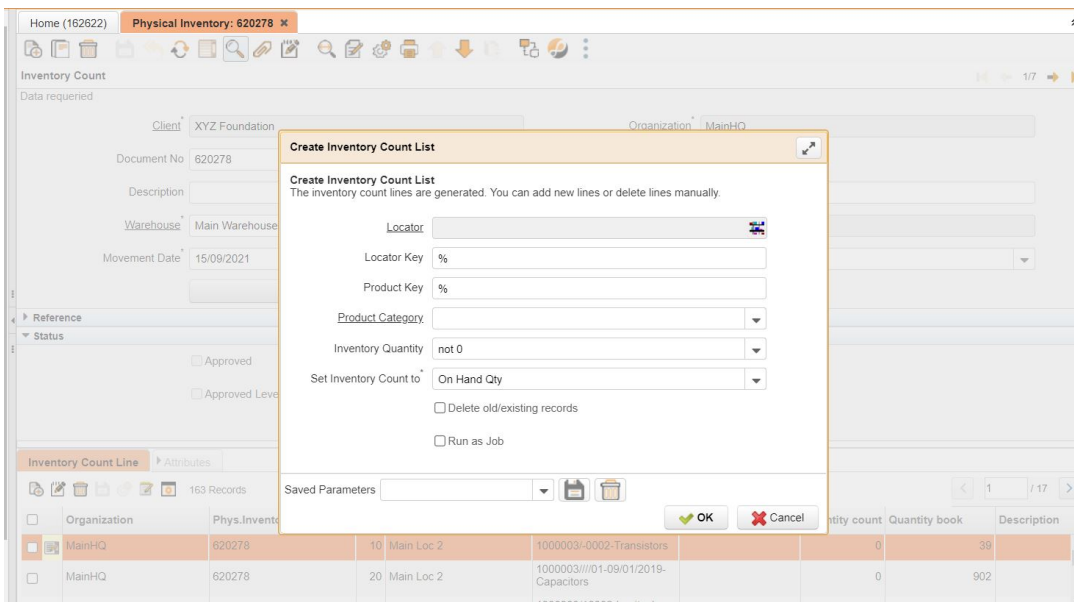 Home (162622) Physical Inventory: 620278 ×
Inventory Count 1/7
Data requeried
Client* XYZ Foundation Organization* MainHQ
Document No 620278
Description
Warehouse* Main Warehouse
Movement Date* 15/09/2021
Reference
Status
Approved
Approved Leve
Create Inventory Count List
Create Inventory Count List
The inventory count lines are generated. You can add new lines or delete lines manually.
Locator
Locator Key %
Product Key %
Product Category
Inventory Quantity not 0
Set Inventory Count to* On Hand Qty
Delete old/existing records
Run as Job
Saved Parameters
OK Cancel
Inventory Count Line Attributes
163 Records 1 / 17
Organization Phys.Invento ntity count Quantity book Description
MainHQ 620278 10 Main Loc 2 1000003/-0002-Transistors 0 39
MainHQ 620278 20 Main Loc 2 1000003////01-09/01/2019- 0 902
Capacitors